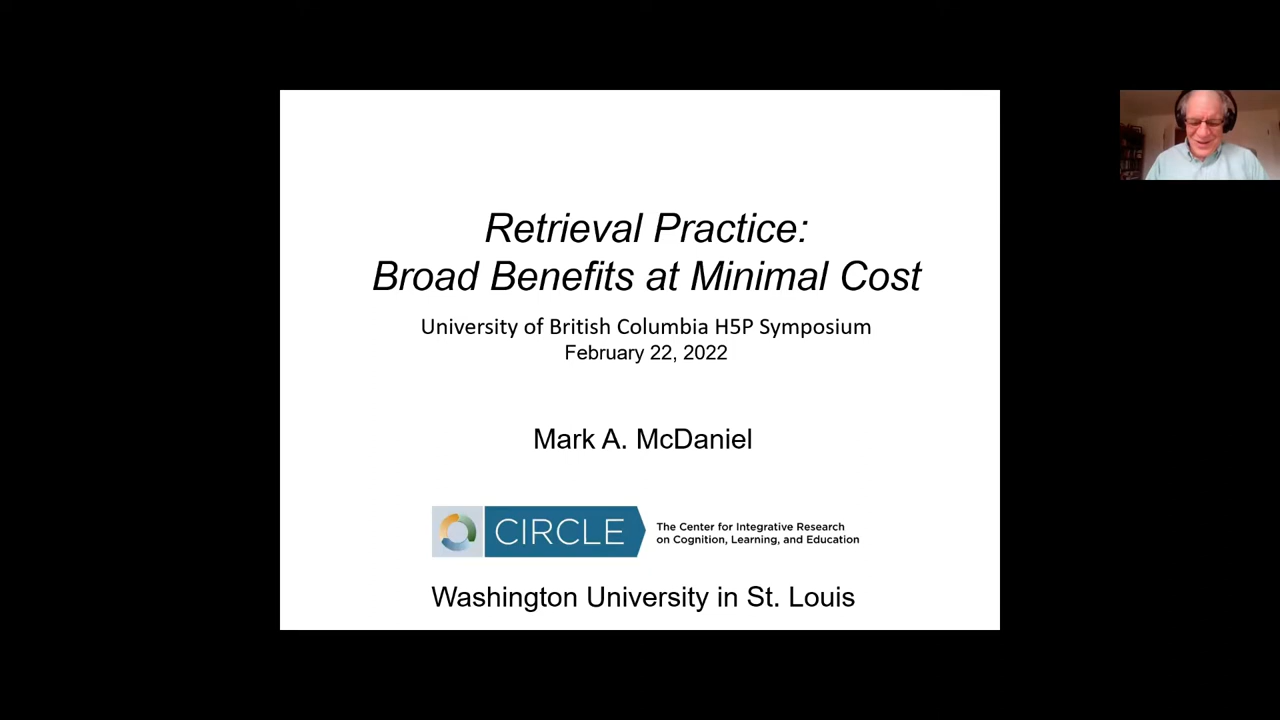 Retrieval Practice:
Broad Benefits at Minimal Cost
University of British Columbia H5P Symposium
February 22, 2022
Mark A. McDaniel
CIRCLE
The Center for Integrative Research
on Cognition, Learning, and Education
Washington University in St. Louis